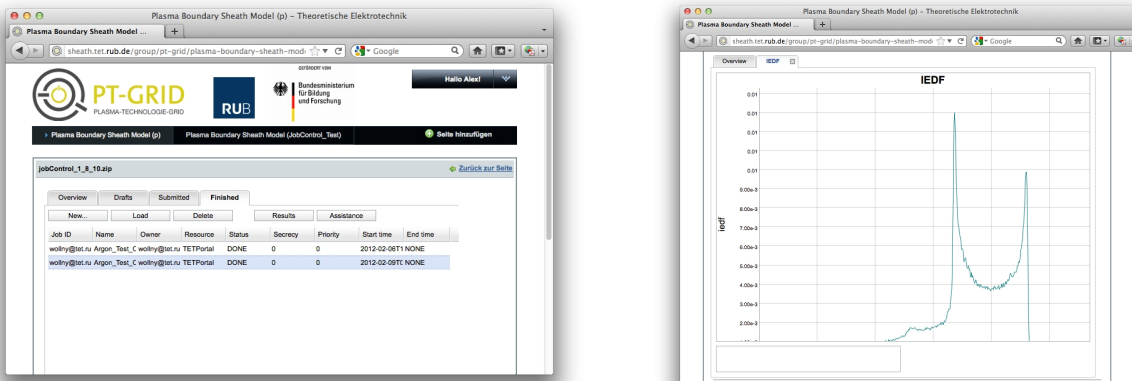 Plasma Boundary Sheath Model (p) – Theoretische Elektrotechnik
Plasma Boundary Sheath Model ... +
sheath.tet.rub.de/group/pt-grid/plasma-boundary-sheath-mod Google
GEFÖRDERT VOM
Hallo Alex!
PT-GRID
PLASMA-TECHNOLOGIE-GRID
RUB
Bundesministerium
für Bildung
und Forschung
Plasma Boundary Sheath Model (p) Plasma Boundary Sheath Model (JobControl_Test) Seite hinzufügen
jobControl_1_8_10.zip Zurück zur Seite
Overview Drafts Submitted Finished
New... Load Delete Results Assistance
Job ID Name Owner Resource Status Secrecy Priority Start time End time
wollny@tet.ru Argon_Test_C wollny@tet.ru TETPortal DONE 0 0 2012-02-06T1 NONE
wollny@tet.ru Argon_Test_C wollny@tet.ru TETPortal DONE 0 0 2012-02-09T0 NONE
Plasma Boundary Sheath Model (p) – Theoretische Elektrotechnik
Plasma Boundary Sheath Model ... +
sheath.tet.rub.de/group/pt-grid/plasma-boundary-sheath-mod Google
Overview IEDF
IEDF
0.01
0.01
0.01
0.01
0.01
9.00e-3
8.00e-3
7.00e-3
6.00e-3
5.00e-3
4.00e-3
3.00e-3
2.00e-3
iedf